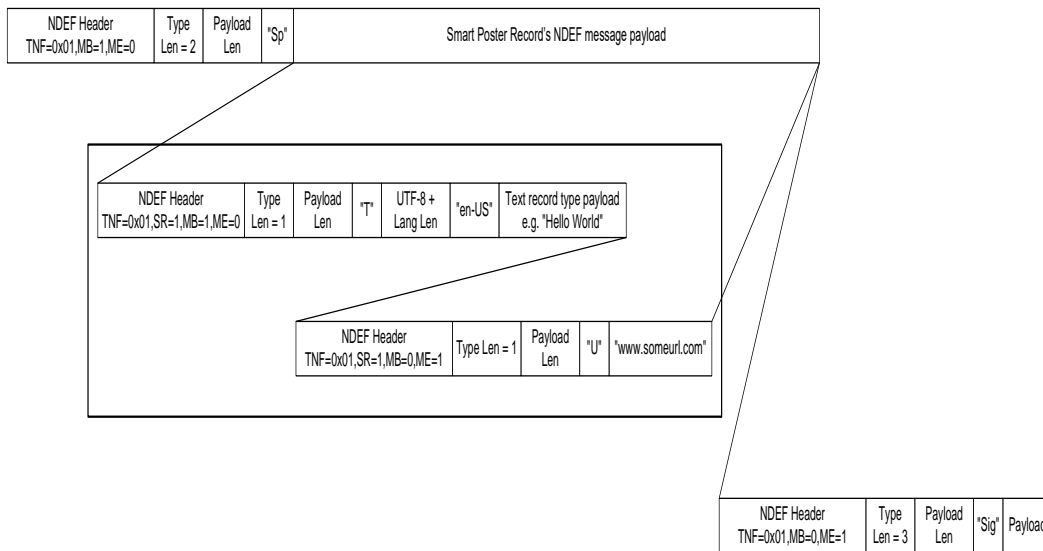 NDEF Header
TNF=0x01,MB=1,ME=0
Type
Len = 2
Payload
Len
"Sp"
Smart Poster Record's NDEF message payload
NDEF Header
TNF=0x01,SR=1,MB=1,ME=0
Type
Len = 1
Payload
Len
"T"
UTF-8 +
Lang Len
"en-US"
Text record type payload
e.g. "Hello World"
NDEF Header
TNF=0x01,SR=1,MB=0,ME=1
Type Len = 1
Payload
Len
"U"
"www.someurl.com"
NDEF Header
TNF=0x01,MB=0,ME=1
Type
Len = 3
Payload
Len
"Sig"
Payload